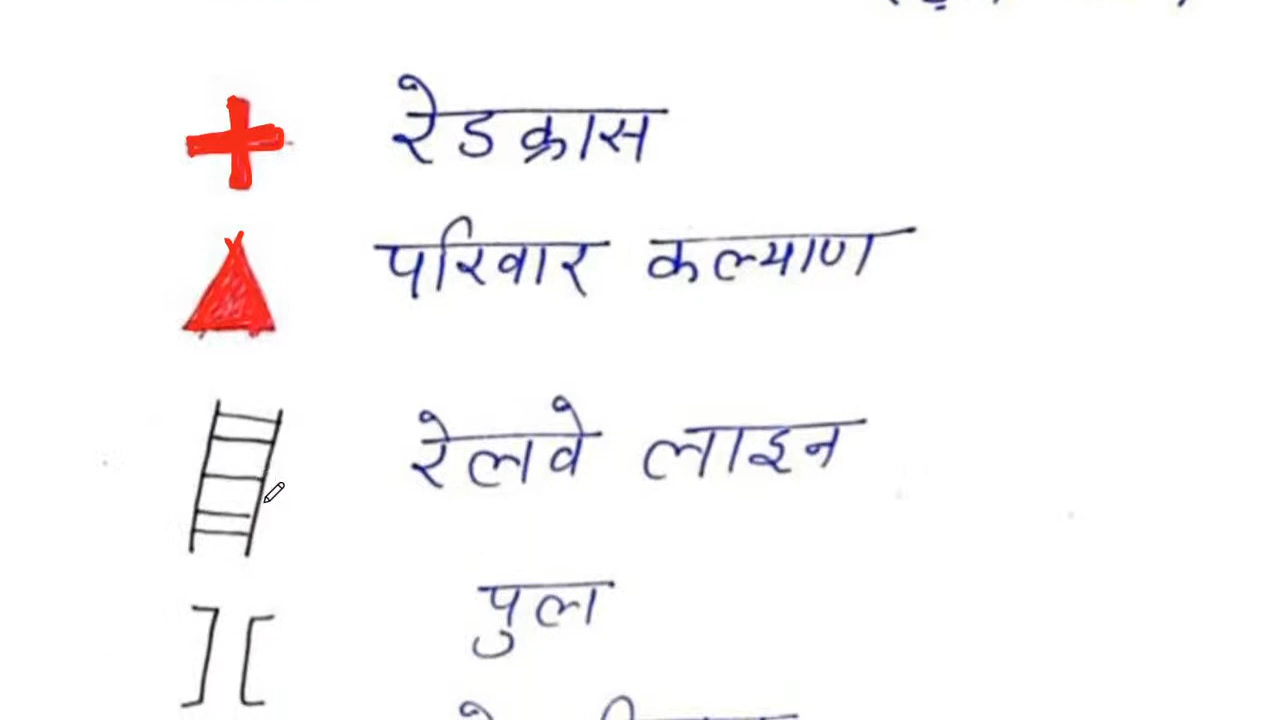 रेडक्रास
परिवार कल्याण
रेलवे लाइन
पुल